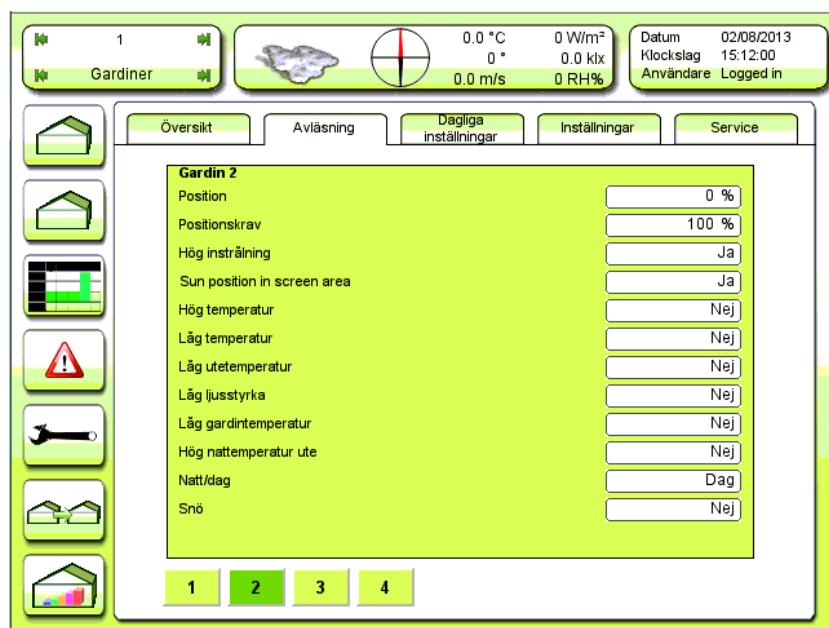 1
Gardiner
0.0 °C 0 W/m²
0 ° 0.0 klx
0.0 m/s 0 RH%
Datum 02/08/2013
Klockslag 15:12:00
Användare Logged in
Översikt
Avläsning
Dagliga
inställningar
Inställningar
Service
Gardin 2
Position 0 %
Positionskrav 100 %
Hög instrålning Ja
Sun position in screen area Ja
Hög temperatur Nej
Låg temperatur Nej
Låg utetemperatur Nej
Låg ljusstyrka Nej
Låg gardintemperatur Nej
Hög nattemperatur ute Nej
Natt/dag Dag
Snö Nej
1 2 3 4